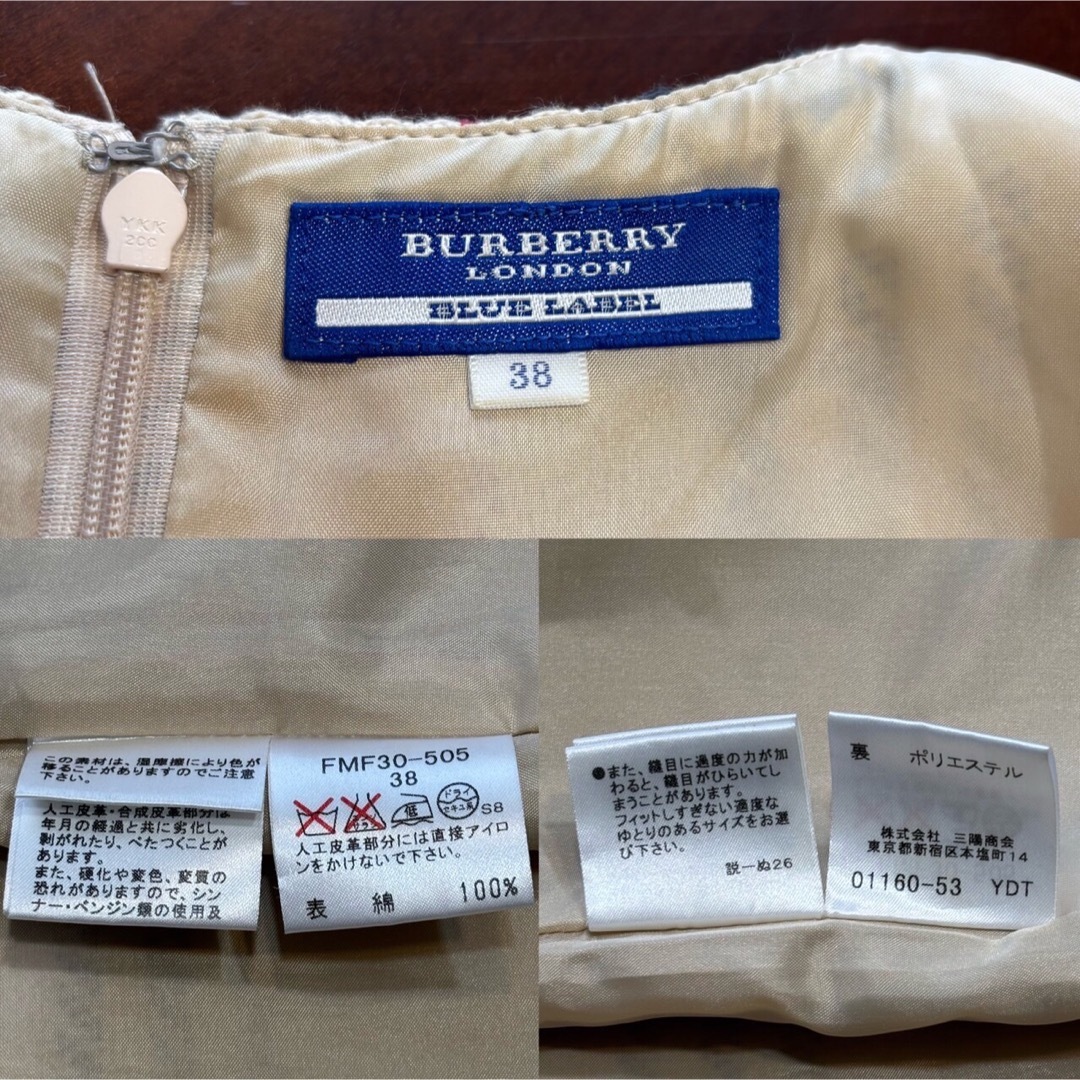 YKK
2CC
BURBERRY
LONDON
BLUE LABEL
38
この素材は、湿摩擦により色が
移ることがありますのでご注意
下さい。
人工皮革・合成皮革部分は
年月の経過と共に劣化し、
剥がれたり、べたつくことが
あります。
また、硬化や変色、変質の
恐れがありますので、シン
ナー・ベンジン類の使用及
FMF30-505
38
低
ドライ
セキユ系
S8
人工皮革部分には直接アイロ
ンをかけないで下さい。
表 綿 100%
●また、縫目に過度の力が加
わると、縫目がひらいてし
まうことがあります。
フィットしすぎない適度な
ゆとりのあるサイズをお選
び下さい。
説ーぬ26
裏 ポリエステル
株式会社 三陽商会
東京都新宿区本塩町14
01160-53 YDT